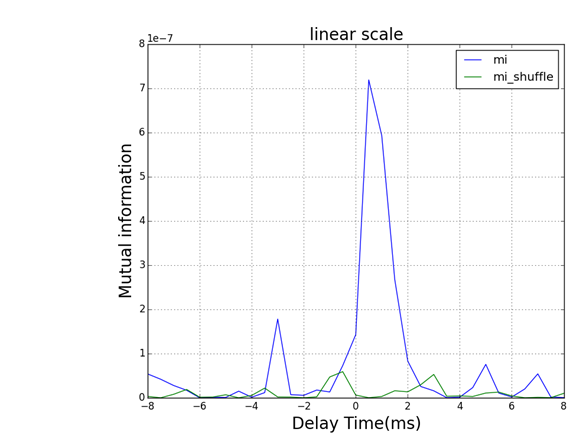 linear scale
1e−7
mi
mi_shuffle
8
7
6
5
4
3
2
1
0
Mutual information
−8 −6 −4 −2 0 2 4 6 8
Delay Time(ms)